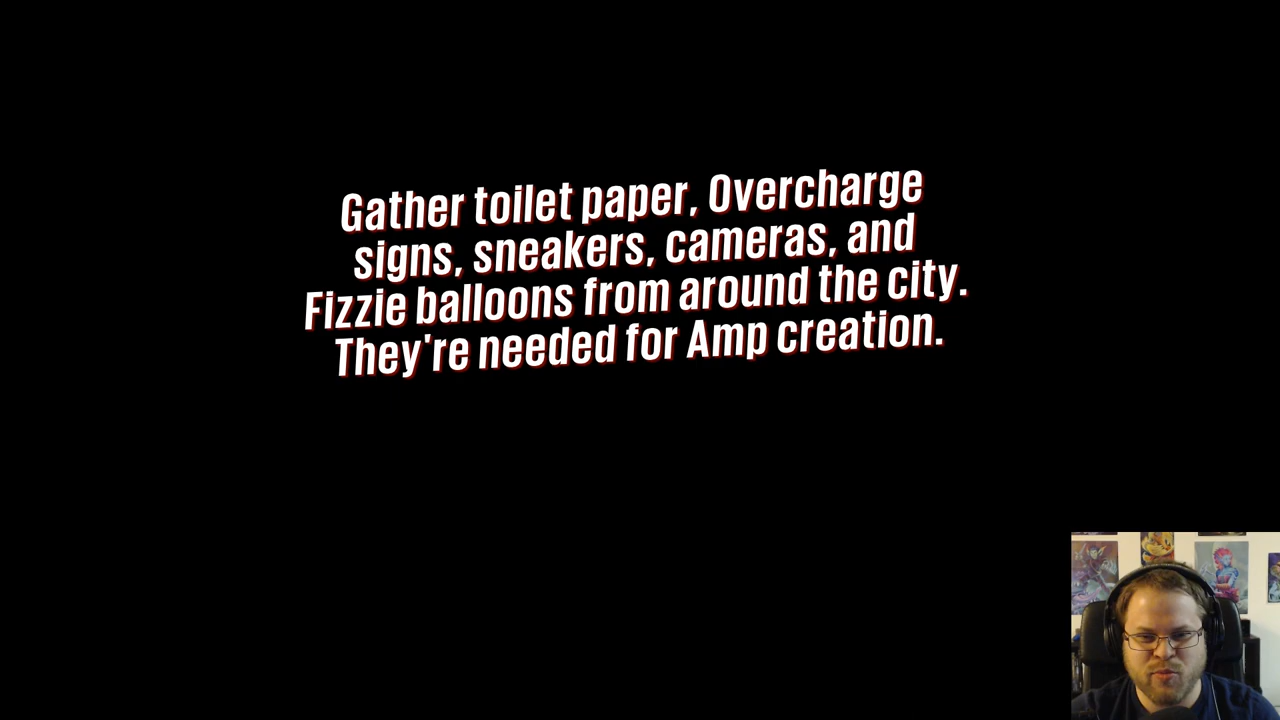 Gather toilet paper, Overcharge
signs, sneakers, cameras, and
Fizzie balloons from around the city.
They're needed for Amp creation.